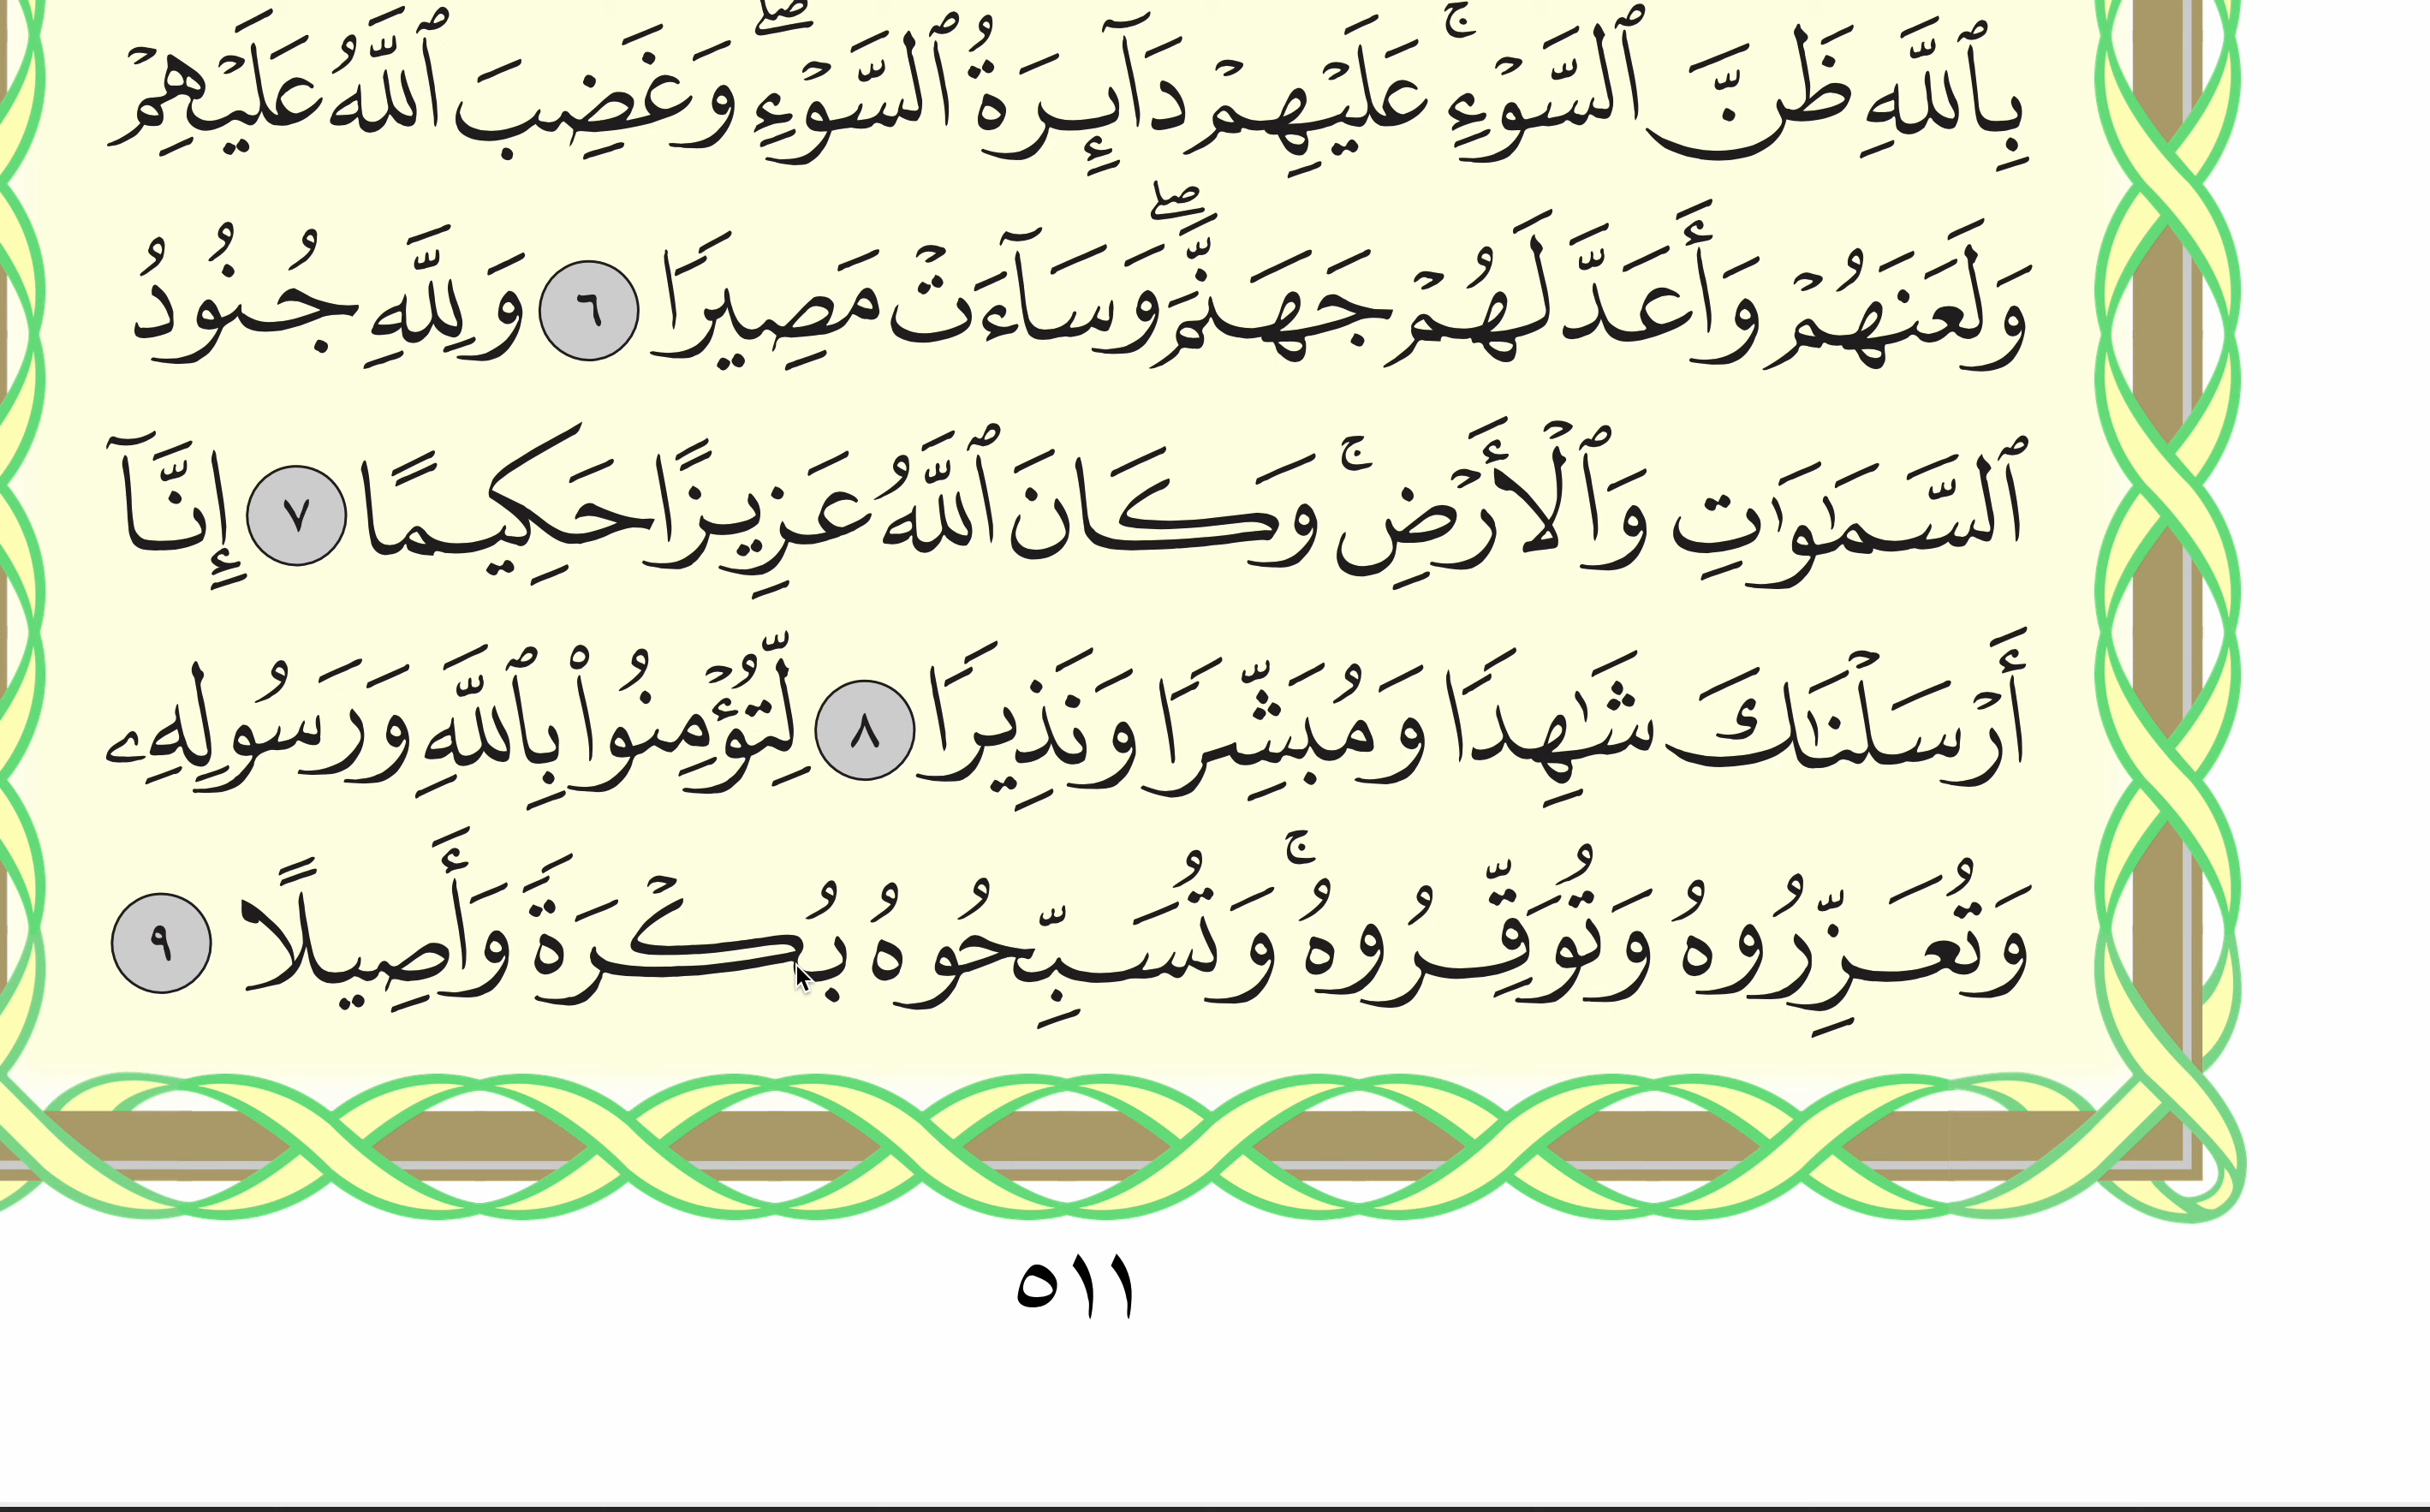 بِٱللَّهِ ظَنَّ ٱلسَّوْءِۚ عَلَيْهِمْ دَآئِرَةُ ٱلسَّوْءِۖ وَغَضِبَ ٱللَّهُ عَلَيْهِمْ
وَلَعَنَهُمْ وَأَعَدَّ لَهُمْ جَهَنَّمَۖ وَسَآءَتْ مَصِيرًا ٦ وَلِلَّهِ جُنُودُ
ٱلسَّمَٰوَٰتِ وَٱلْأَرْضِۚ وَكَانَ ٱللَّهُ عَزِيزًا حَكِيمًا ٧ إِنَّآ
أَرْسَلْنَٰكَ شَٰهِدًا وَمُبَشِّرًا وَنَذِيرًا ٨ لِّتُؤْمِنُوا۟ بِٱللَّهِ وَرَسُولِهِۦ
وَتُعَزِّرُوهُ وَتُوَقِّرُوهُۚ وَتُسَبِّحُوهُ بُكْرَةً وَأَصِيلًا ٩
٥١١